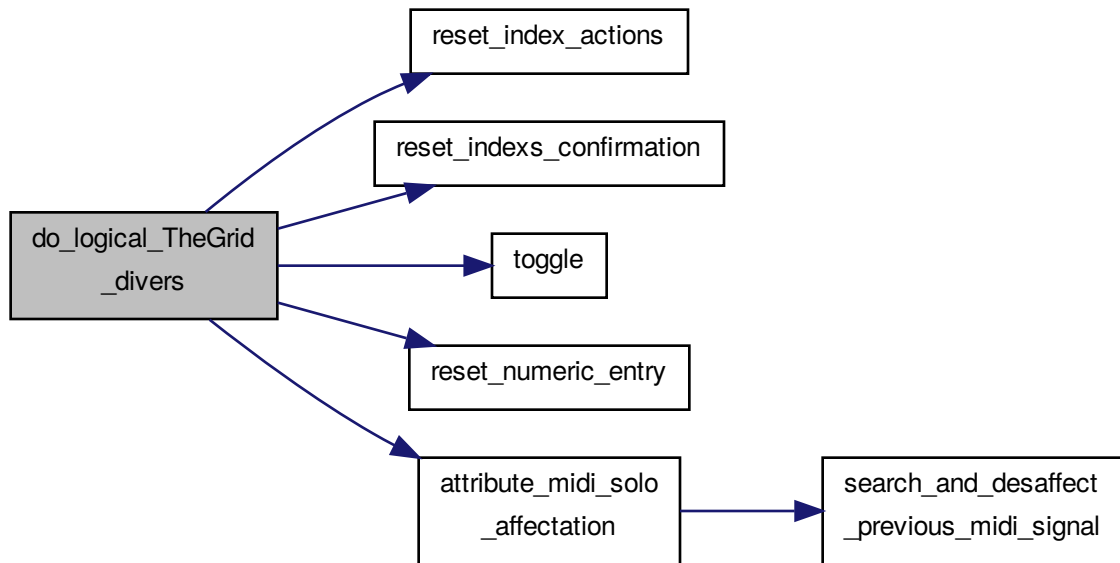 reset_index_actions
reset_indexs_confirmation
do_logical_TheGrid
_divers
toggle
reset_numeric_entry
attribute_midi_solo
_affectation
search_and_desaffect
_previous_midi_signal